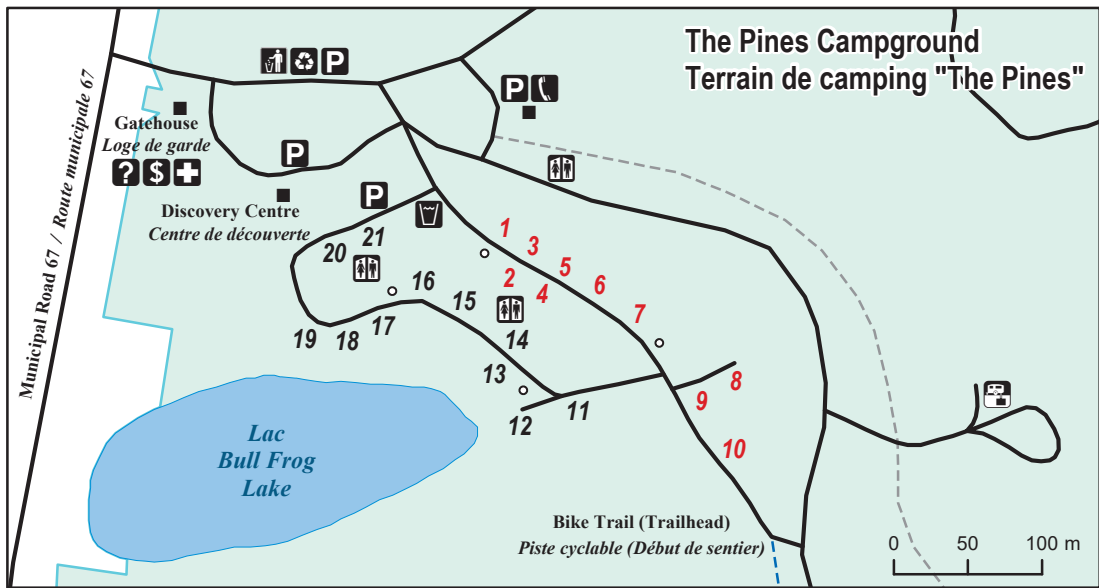 The Pines Campground
Terrain de camping "The Pines"
Municipal Road 67 / Route municipale 67
P
P
Gatehouse
Loge de garde
? $
P
Discovery Centre
Centre de découverte
P
1
3
2
4
5
6
7
8
9
10
11
12
13
14
15
16
17
18
19
20
21
Lac
Bull Frog
Lake
Bike Trail (Trailhead)
Piste cyclable (Début de sentier)
0 50 100 m